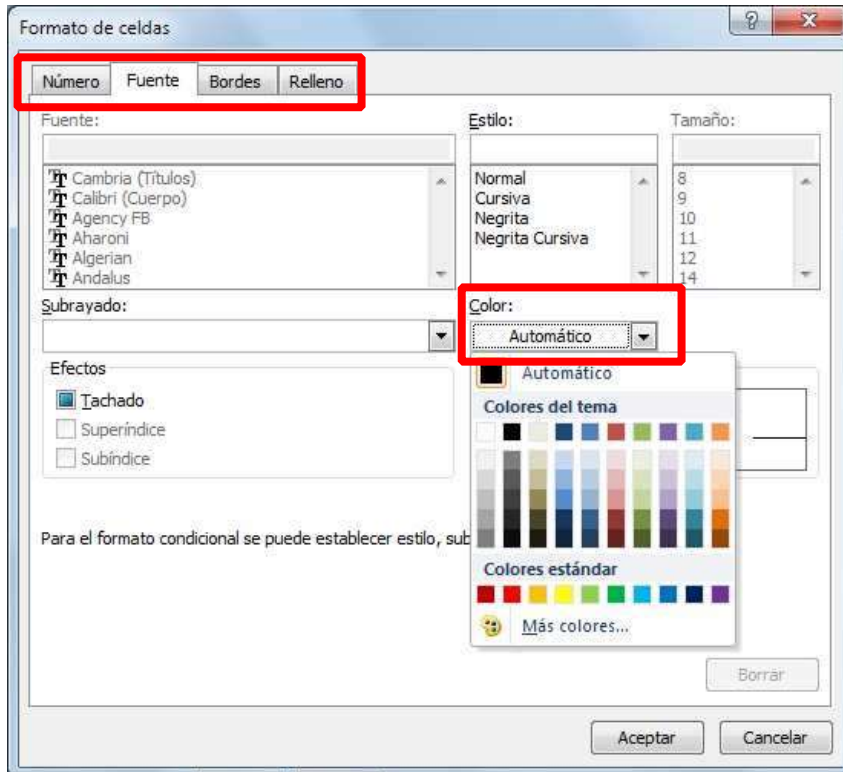 Formato de celdas
Número Fuente Bordes Relleno
Fuente: Estilo: Tamaño:
Cambria (Títulos) Normal 8
Calibri (Cuerpo) Cursiva 9
Agency FB Negrita 10
Aharoni Negrita Cursiva 11
Algerian 12
Andalus 14
Subrayado: Color:
Automático
Efectos Automático
Tachado Colores del tema
Superíndice
Subíndice
Para el formato condicional se puede establecer estilo, sub
Colores estándar
Más colores...
Borrar
Aceptar Cancelar